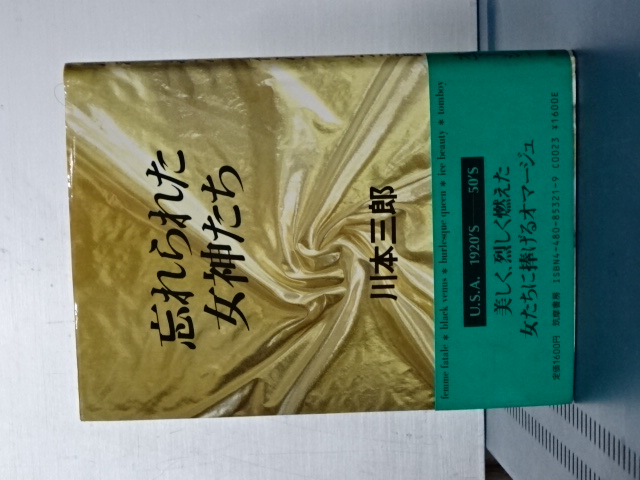 忘れられた
女神たち
川本三郎
femme fatale * black venus * burlesque queen * ice beauty * tomboy
U.S.A. 1920'S—50'S
美しく、烈しく燃えた
女たちに捧げるオマージュ
定価1600円 筑摩書房 ISBN4-480-85321-9 C0023 ¥1600E